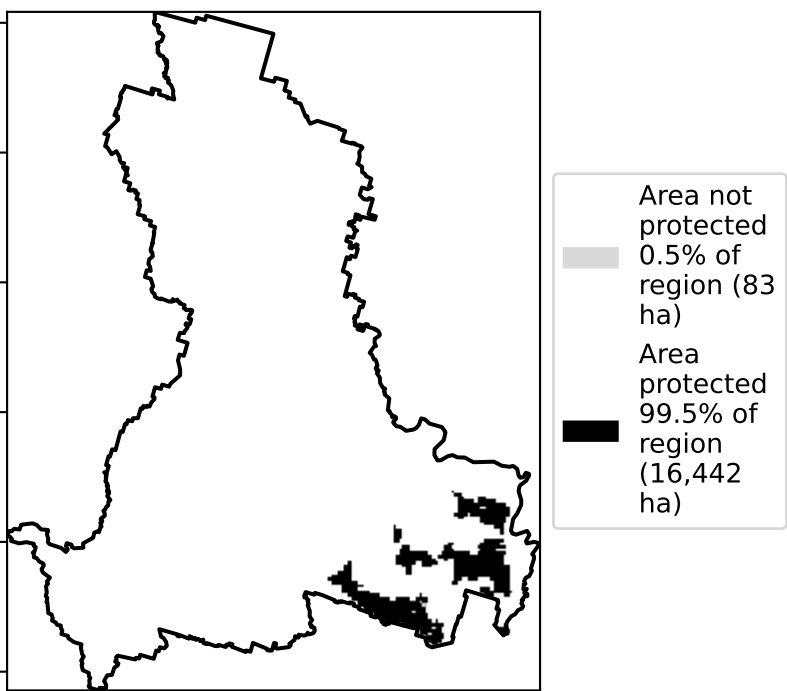 Area not
protected
0.5% of
region (83
ha)
Area
protected
99.5% of
region
(16,442
ha)